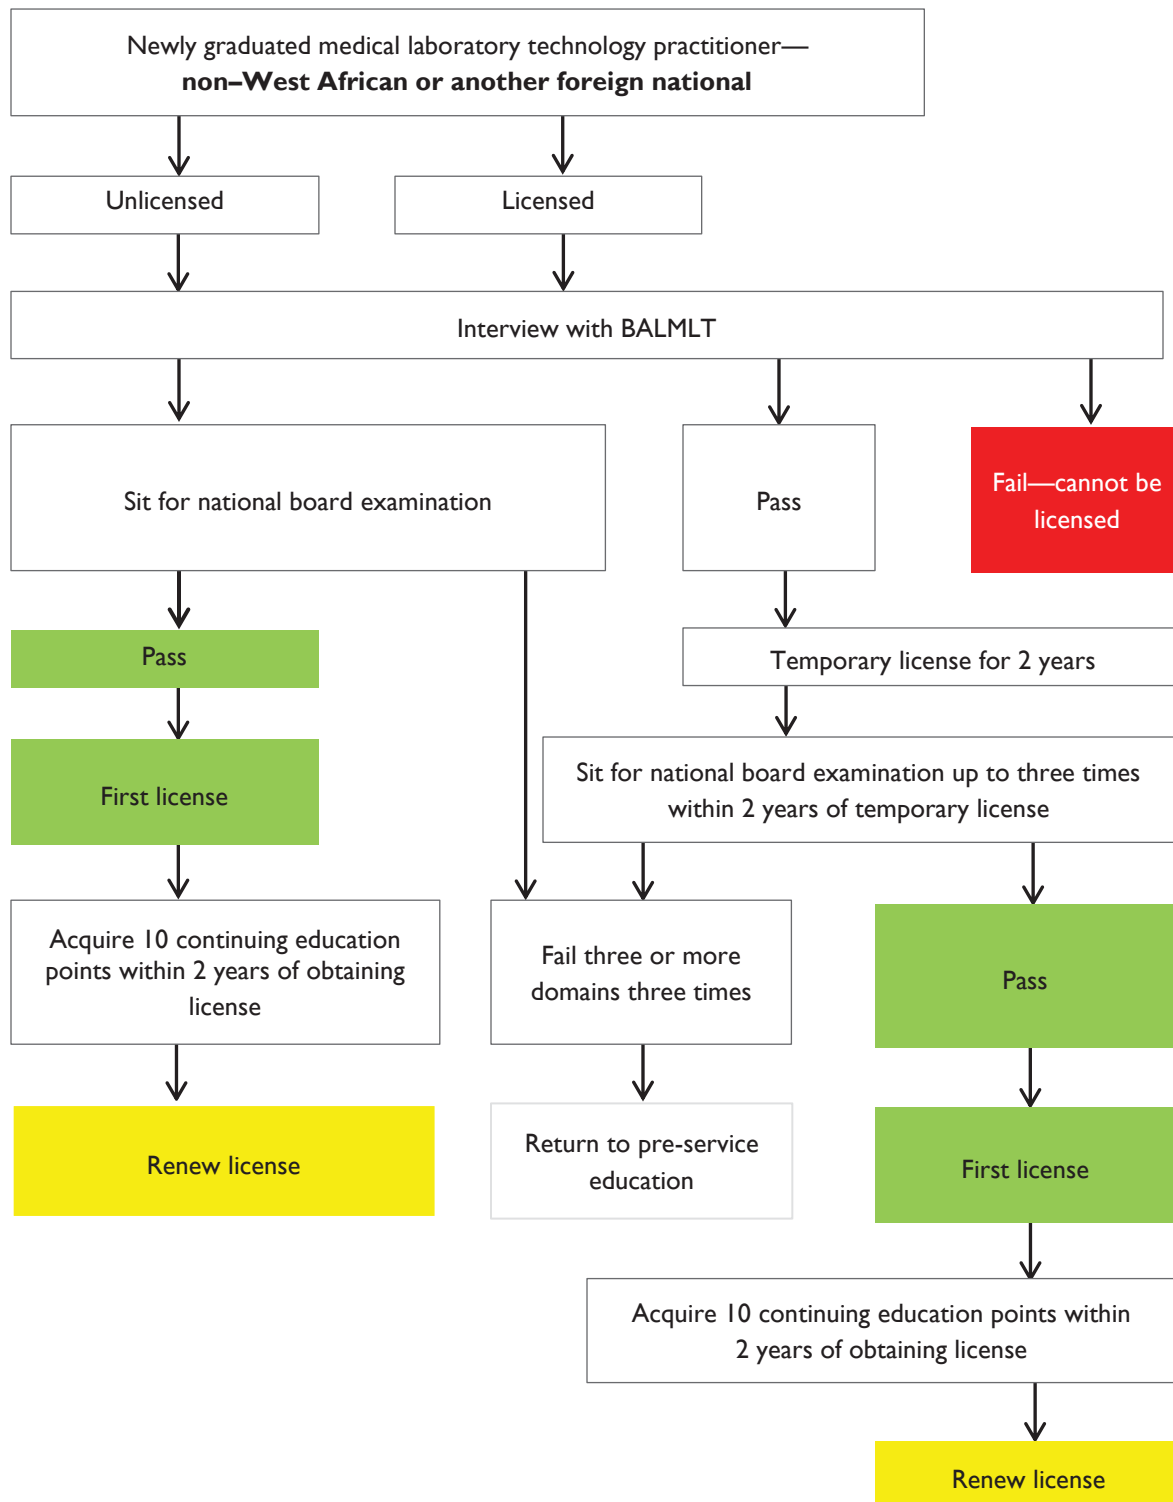 Newly graduated medical laboratory technology practitioner—
non–West African or another foreign national
Unlicensed
Licensed
Interview with BALMLT
Sit for national board examination
Pass
Fail—cannot be
licensed
Pass
Temporary license for 2 years
First license
Sit for national board examination up to three times
within 2 years of temporary license
Acquire 10 continuing education
points within 2 years of obtaining
license
Fail three or more
domains three times
Pass
Renew license
Return to pre-service
education
First license
Acquire 10 continuing education points within
2 years of obtaining license
Renew license